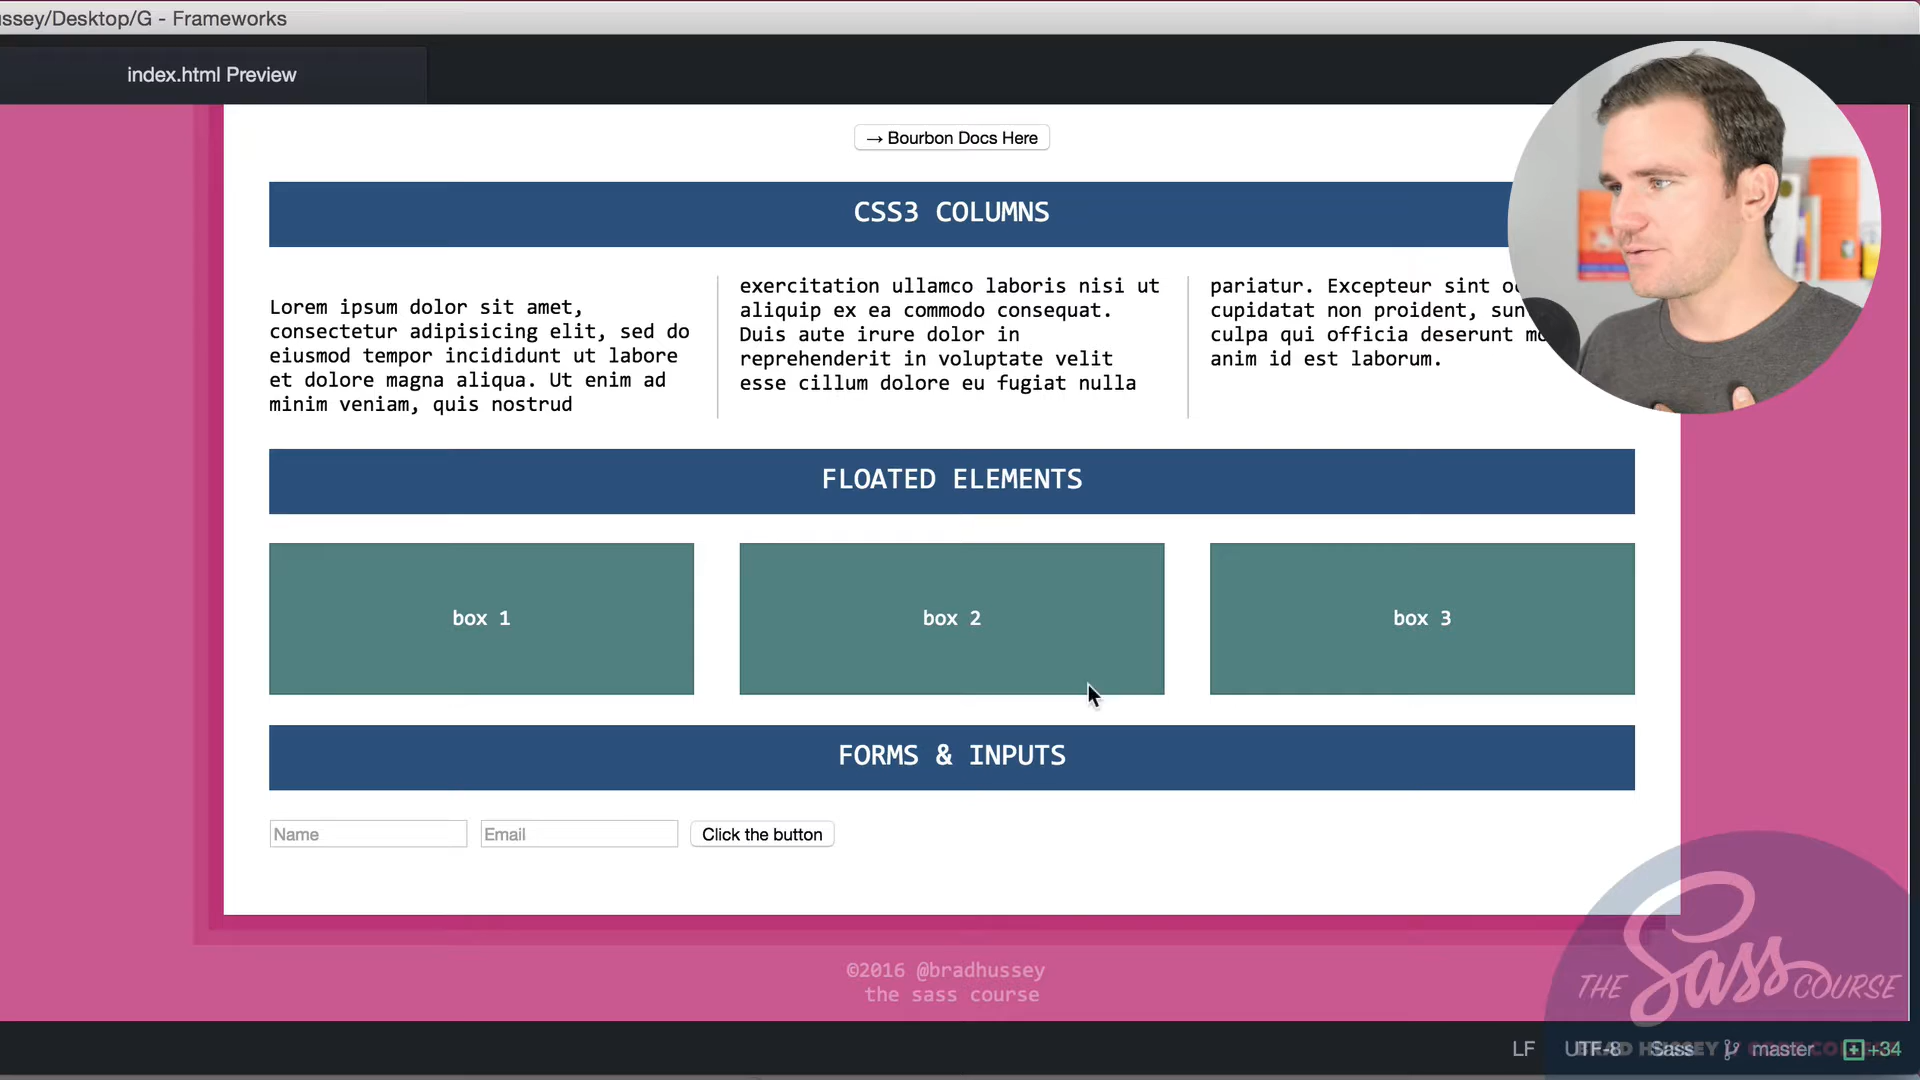 ssey/Desktop/G - Frameworks
index.html Preview
→ Bourbon Docs Here
CSS3 COLUMNS
Lorem ipsum dolor sit amet,
consectetur adipisicing elit, sed do
eiusmod tempor incididunt ut labore
et dolore magna aliqua. Ut enim ad
minim veniam, quis nostrud
exercitation ullamco laboris nisi ut
aliquip ex ea commodo consequat.
Duis aute irure dolor in
reprehenderit in voluptate velit
esse cillum dolore eu fugiat nulla
pariatur. Excepteur sint
cupidatat non proident, sun
culpa qui officia deserunt
anim id est laborum.
FLOATED ELEMENTS
box 1
box 2
box 3
FORMS & INPUTS
Name
Email
Click the button
©2016 @bradhussey
the sass course
THE Sass COURSE
LF
UTF-8
Sass
master
+34